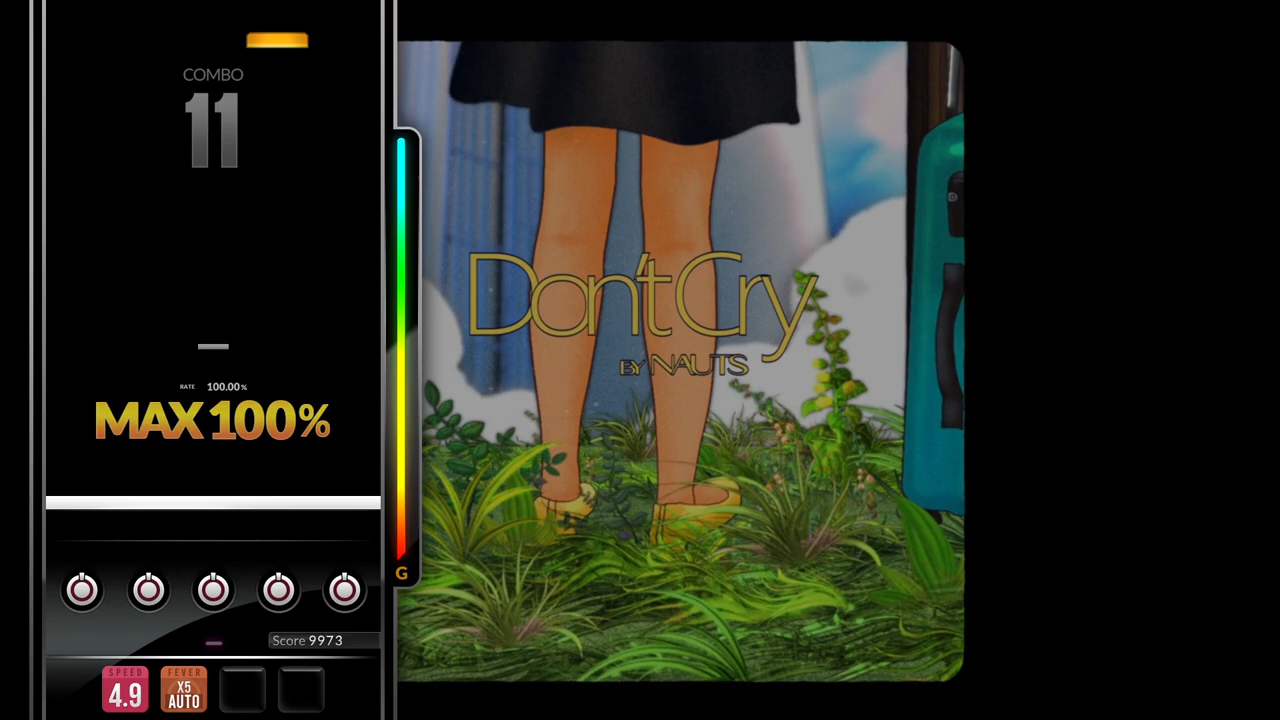 COMBO
11
RATE 100.00%
MAX 100%
G
Score 9973
SPEED
4.9
FEVER
X5
AUTO
Don't Cry
BY NAUTS